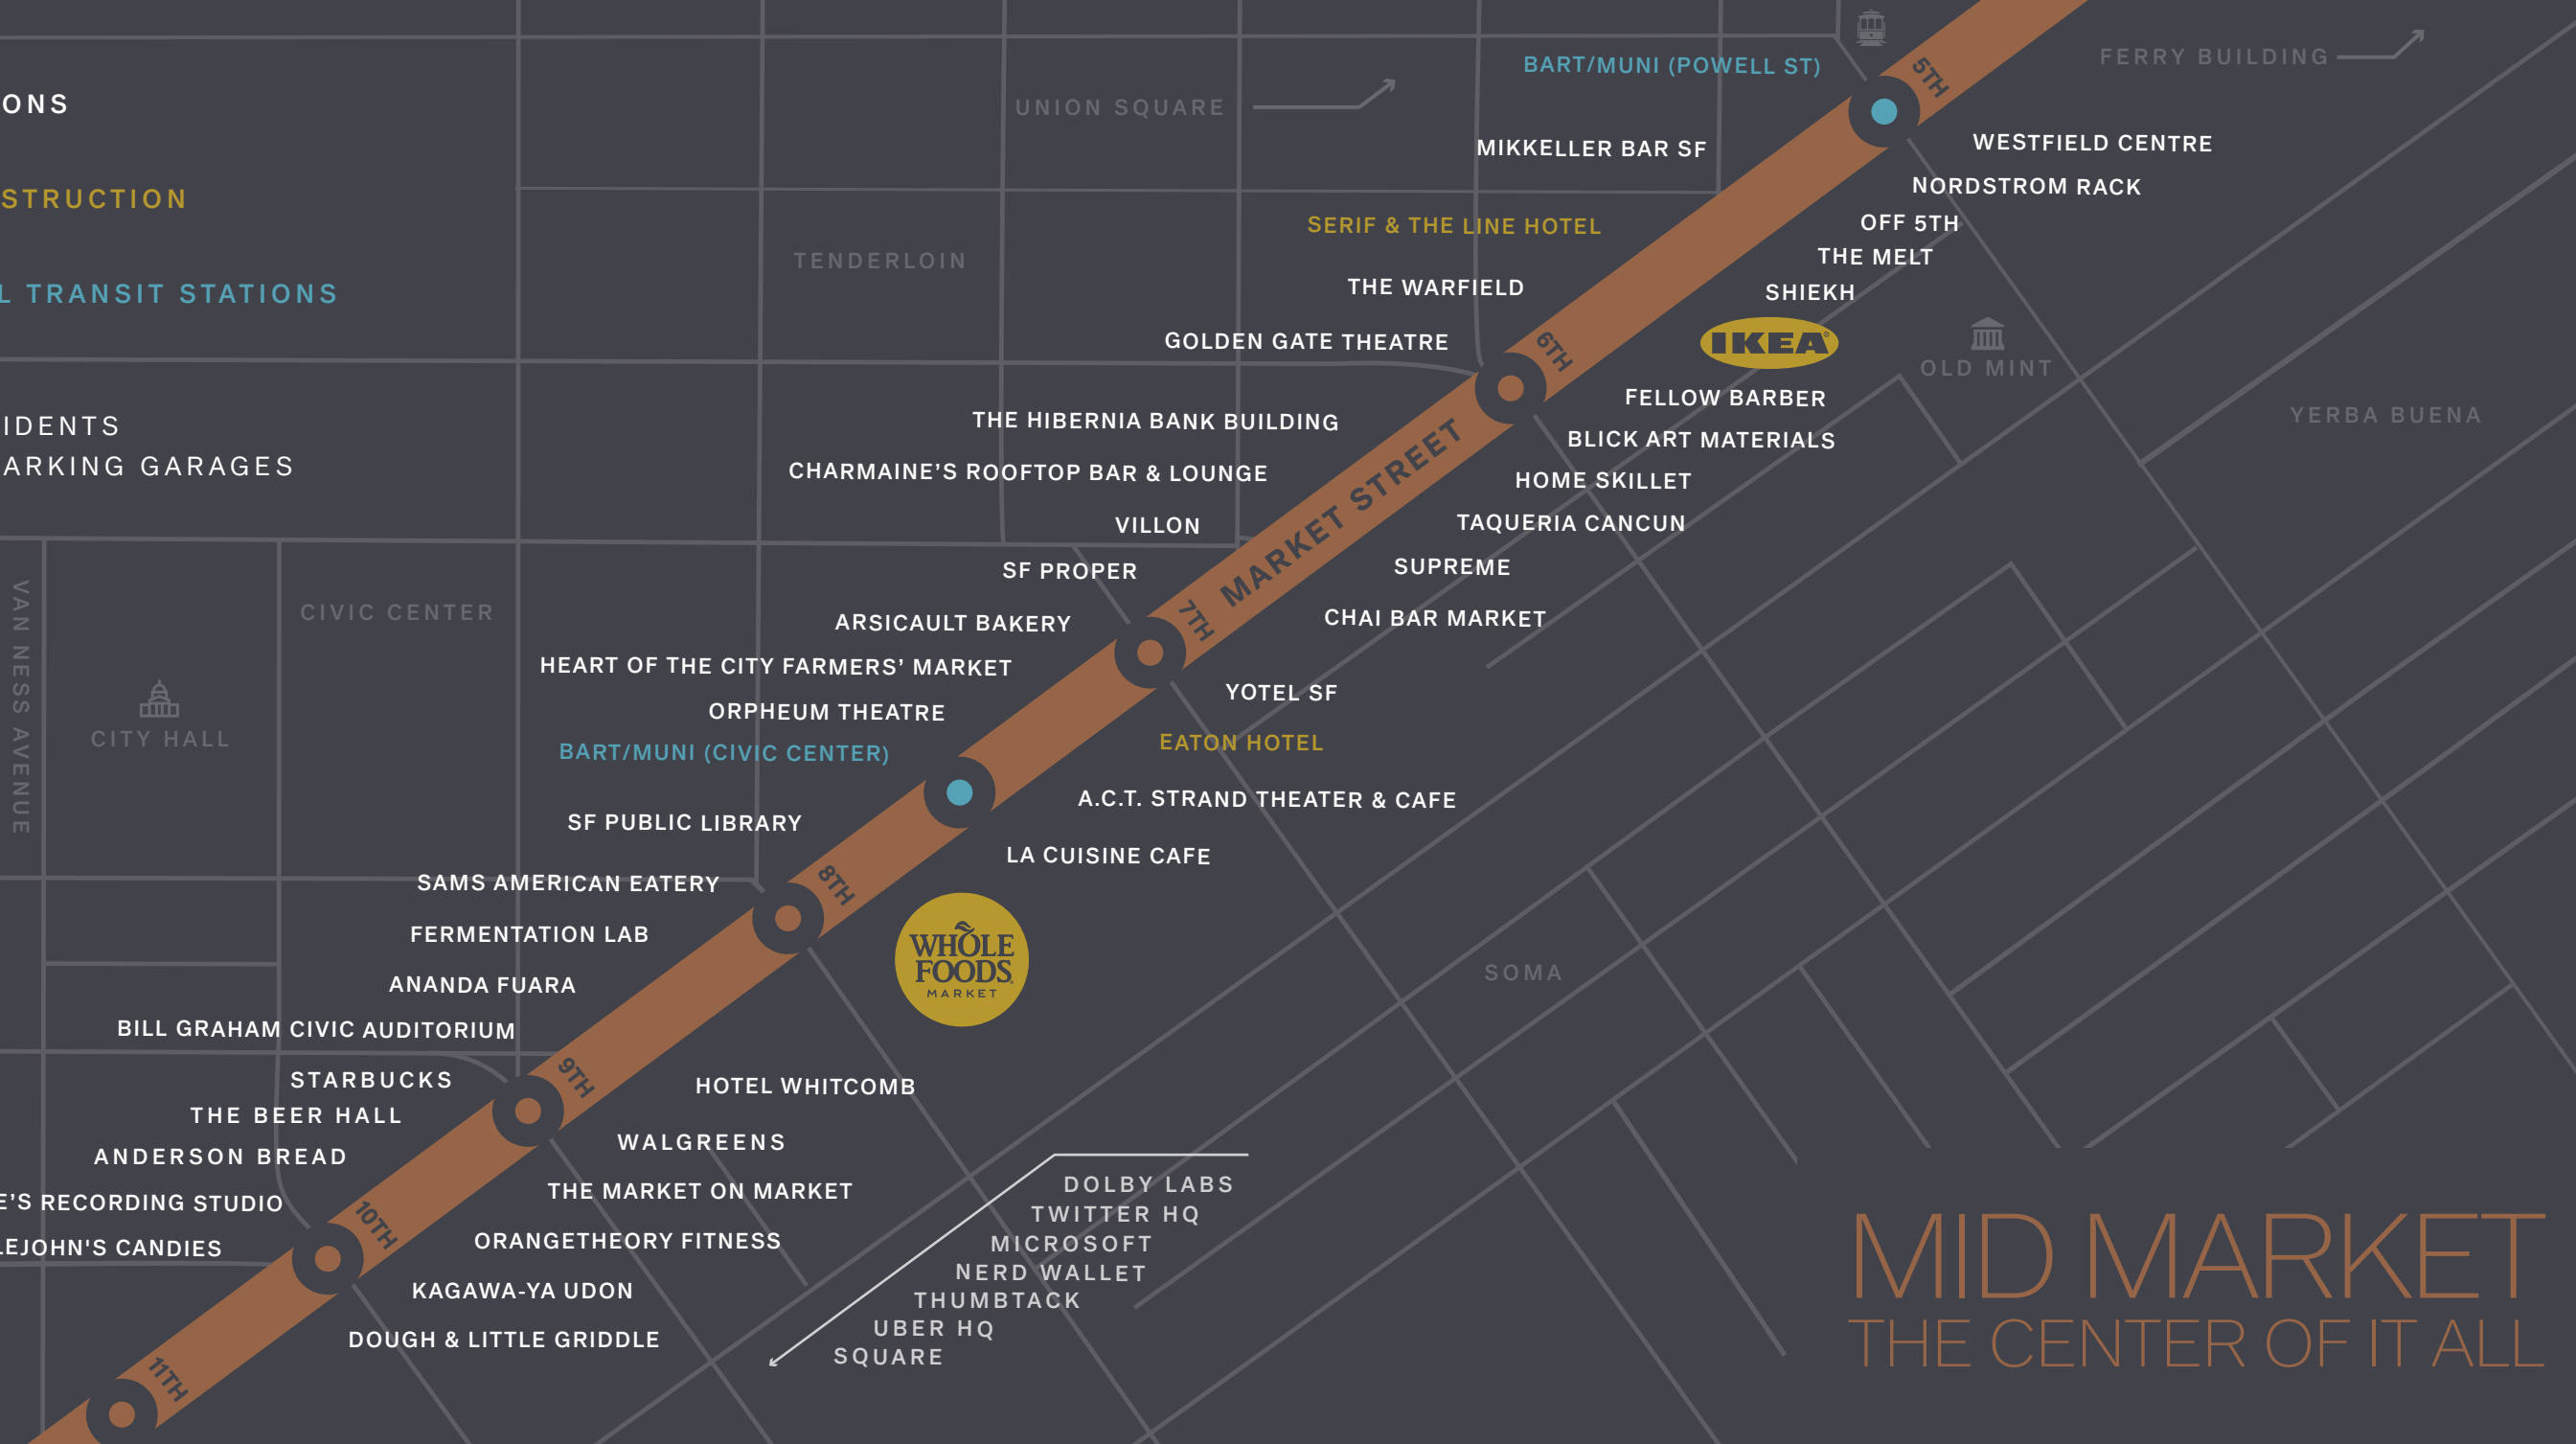 ONS
STRUCTION
L TRANSIT STATIONS
IDENTS
ARKING GARAGES
BART/MUNI (POWELL ST)
FERRY BUILDING
UNION SQUARE
5TH
MIKKELLER BAR SF
WESTFIELD CENTRE
NORDSTROM RACK
SERIF & THE LINE HOTEL
OFF 5TH
TENDERLOIN
THE MELT
THE WARFIELD
SHIEKH
GOLDEN GATE THEATRE
6TH
IKEA®
OLD MINT
FELLOW BARBER
YERBA BUENA
THE HIBERNIA BANK BUILDING
MARKET STREET
BLICK ART MATERIALS
CHARMAINE’S ROOFTOP BAR & LOUNGE
HOME SKILLET
VILLON
TAQUERIA CANCUN
SF PROPER
SUPREME
VAN NESS AVENUE
CIVIC CENTER
ARSICAULT BAKERY
7TH
CHAI BAR MARKET
HEART OF THE CITY FARMERS’ MARKET
YOTEL SF
ORPHEUM THEATRE
CITY HALL
BART/MUNI (CIVIC CENTER)
EATON HOTEL
A.C.T. STRAND THEATER & CAFE
SF PUBLIC LIBRARY
LA CUISINE CAFE
SAMS AMERICAN EATERY
8TH
FERMENTATION LAB
WHOLE
FOODS
MARKET
SOMA
ANANDA FUARA
BILL GRAHAM CIVIC AUDITORIUM
STARBUCKS
9TH
HOTEL WHITCOMB
THE BEER HALL
WALGREENS
ANDERSON BREAD
THE MARKET ON MARKET
E’S RECORDING STUDIO
10TH
ORANGETHEORY FITNESS
LEJOHN'S CANDIES
KAGAWA-YA UDON
DOUGH & LITTLE GRIDDLE
11TH
DOLBY LABS
TWITTER HQ
MICROSOFT
NERD WALLET
THUMBTACK
UBER HQ
SQUARE
MID MARKET
THE CENTER OF IT ALL